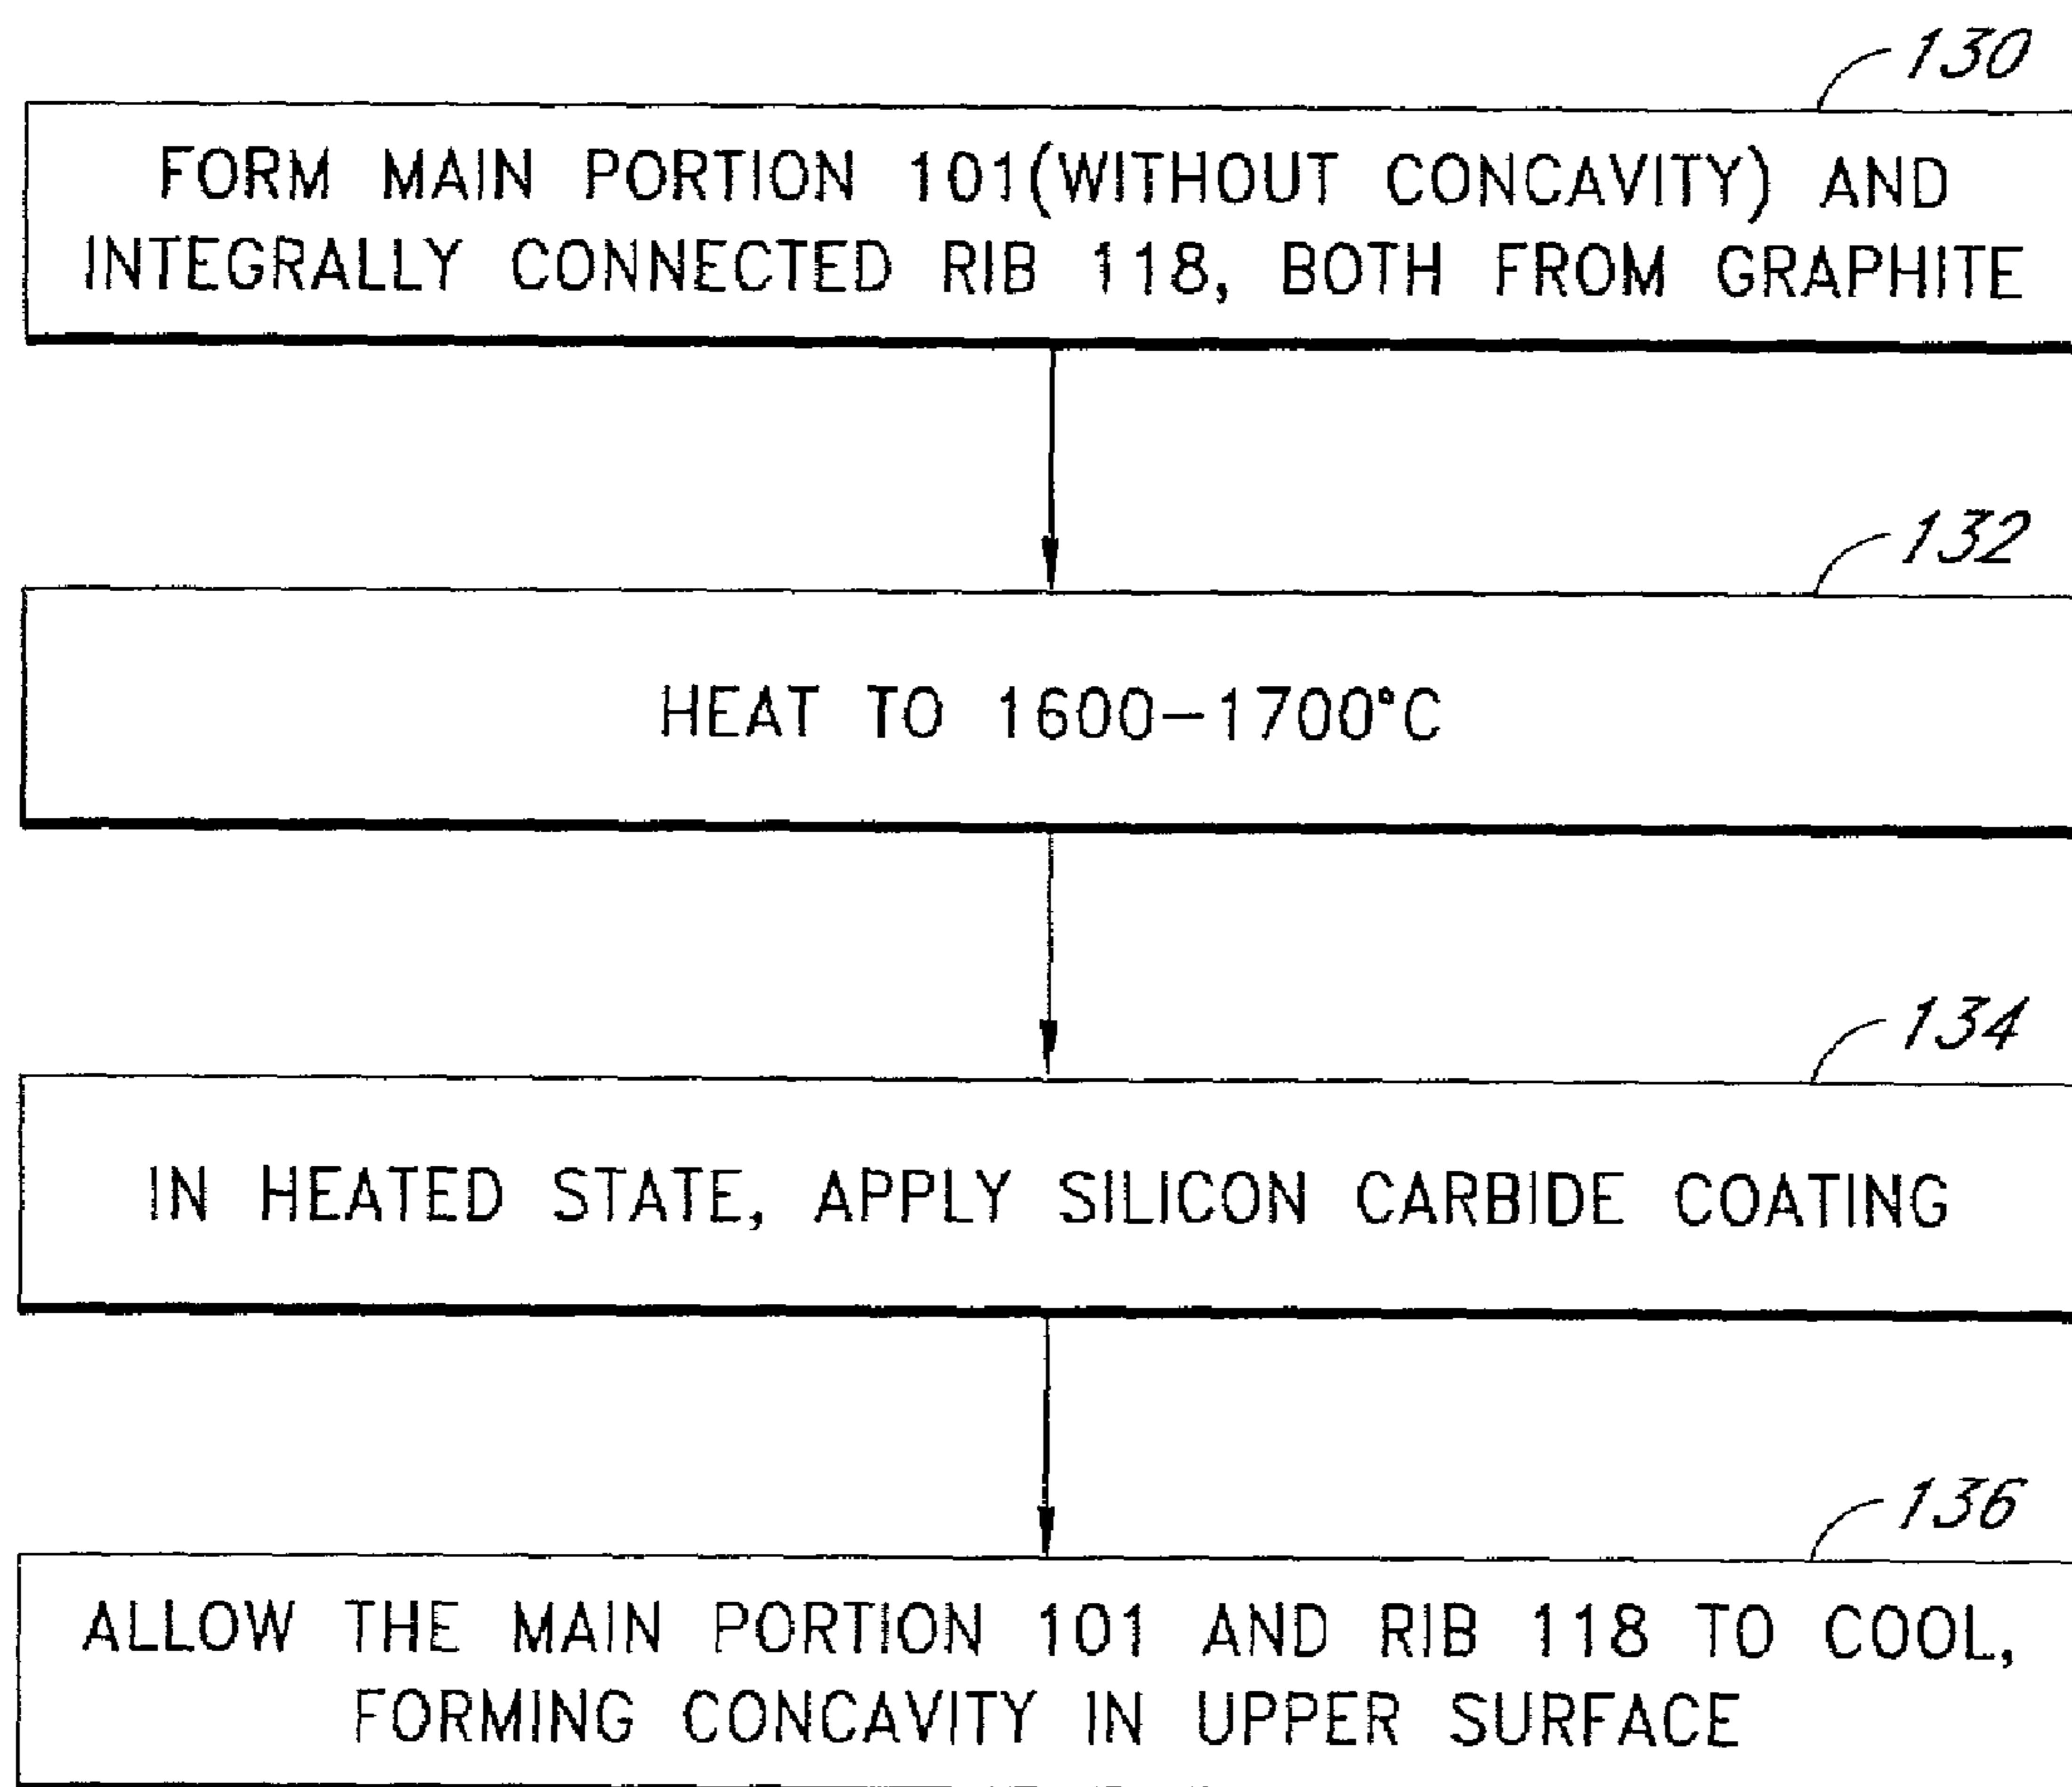 130
FORM MAIN PORTION 101(WITHOUT CONCAVITY) AND
INTEGRALLY CONNECTED RIB 118, BOTH FROM GRAPHITE
132
HEAT TO 1600–1700°C
134
IN HEATED STATE, APPLY SILICON CARBIDE COATING
136
ALLOW THE MAIN PORTION 101 AND RIB 118 TO COOL,
FORMING CONCAVITY IN UPPER SURFACE